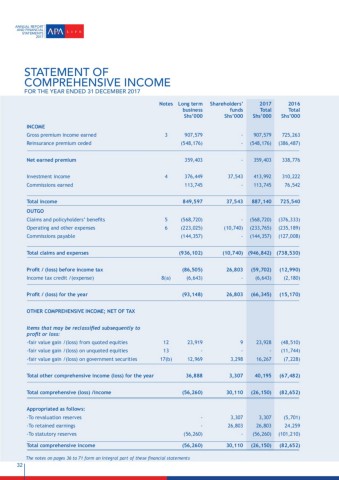 ANNUAL REPORT
AND FINANCIAL
STATEMENTS
2017
APA LIFE
STATEMENT OF
COMPREHENSIVE INCOME
FOR THE YEAR ENDED 31 DECEMBER 2017
Notes Long term business Shs'000 Shareholders' funds Shs'000 2017 Total Shs'000 2016 Total Shs'000
INCOME
Gross premium income earned 3 907,579 - 907,579 725,263
Reinsurance premium ceded (548,176) - (548,176) (386,487)
Net earned premium 359,403 - 359,403 338,776
Investment income 4 376,449 37,543 413,992 310,222
Commissions earned 113,745 - 113,745 76,542
Total income 849,597 37,543 887,140 725,540
OUTGO
Claims and policyholders' benefits 5 (568,720) - (568,720) (376,333)
Operating and other expenses 6 (223,025) (10,740) (233,765) (235,189)
Commissions payable (144,357) - (144,357) (127,008)
Total claims and expenses (936,102) (10,740) (946,842) (738,530)
Profit / (loss) before income tax (86,505) 26,803 (59,702) (12,990)
Income tax credit /(expense) 8(a) (6,643) - (6,643) (2,180)
Profit / (loss) for the year (93,148) 26,803 (66,345) (15,170)
OTHER COMPREHENSIVE INCOME; NET OF TAX
Items that may be reclassified subsequently to
profit or loss:
-fair value gain /(loss) from quoted equities 12 23,919 9 23,928 (48,510)
-fair value gain /(loss) on unquoted equities 13 - - - (11,744)
-fair value gain /(loss) on government securities 17(b) 12,969 3,298 16,267 (7,228)
Total other comprehensive income (loss) for the year 36,888 3,307 40,195 (67,482)
Total comprehensive (loss) /income (56,260) 30,110 (26,150) (82,652)
Appropriated as follows:
-To revaluation reserves - 3,307 3,307 (5,701)
-To retained earnings - 26,803 26,803 24,259
-To statutory reserves (56,260) - (56,260) (101,210)
Total comprehensive income (56,260) 30,110 (26,150) (82,652)
The notes on pages 36 to 71 form an integral part of these financial statements
32